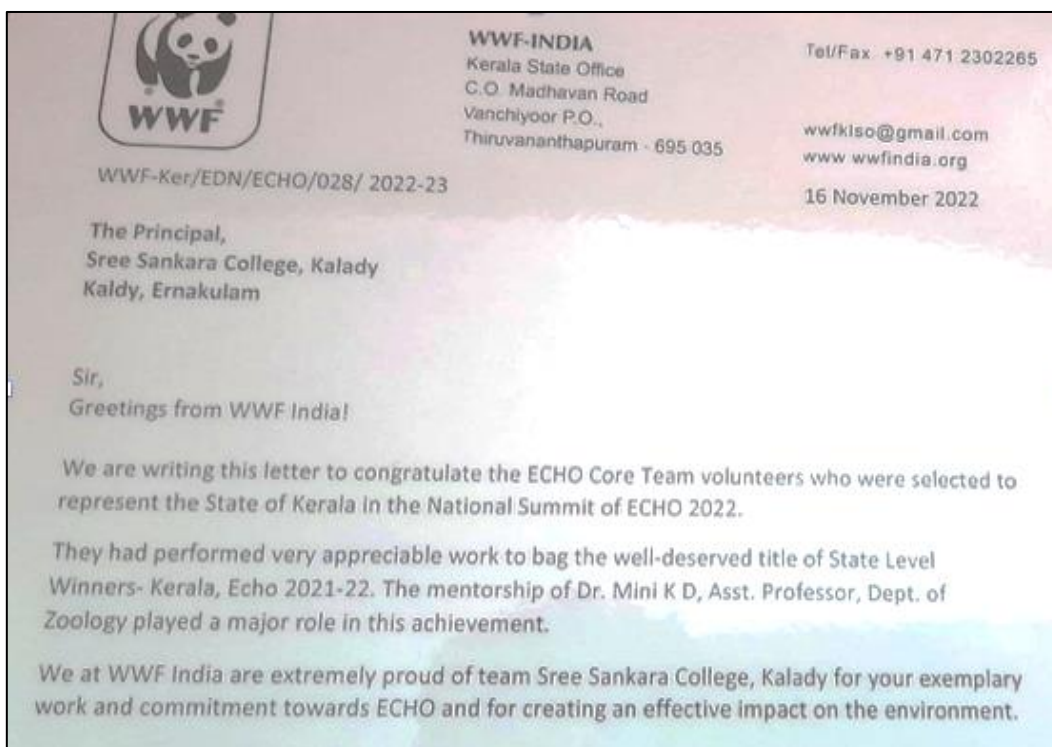 WWF
WWF-INDIA
Kerala State Office
C.O. Madhavan Road
Vanchiyoor P.O.,
Thiruvananthapuram - 695 035
Tel/Fax +91 471 2302265
wwfklso@gmail.com
www wwfindia.org
16 November 2022
WWF-Ker/EDN/ECHO/028/ 2022-23
The Principal,
Sree Sankara College, Kalady
Kaldy, Ernakulam
Sir,
Greetings from WWF India!
We are writing this letter to congratulate the ECHO Core Team volunteers who were selected to
represent the State of Kerala in the National Summit of ECHO 2022.
They had performed very appreciable work to bag the well-deserved title of State Level
Winners- Kerala, Echo 2021-22. The mentorship of Dr. Mini K D, Asst. Professor, Dept. of
Zoology played a major role in this achievement.
We at WWF India are extremely proud of team Sree Sankara College, Kalady for your exemplary
work and commitment towards ECHO and for creating an effective impact on the environment.